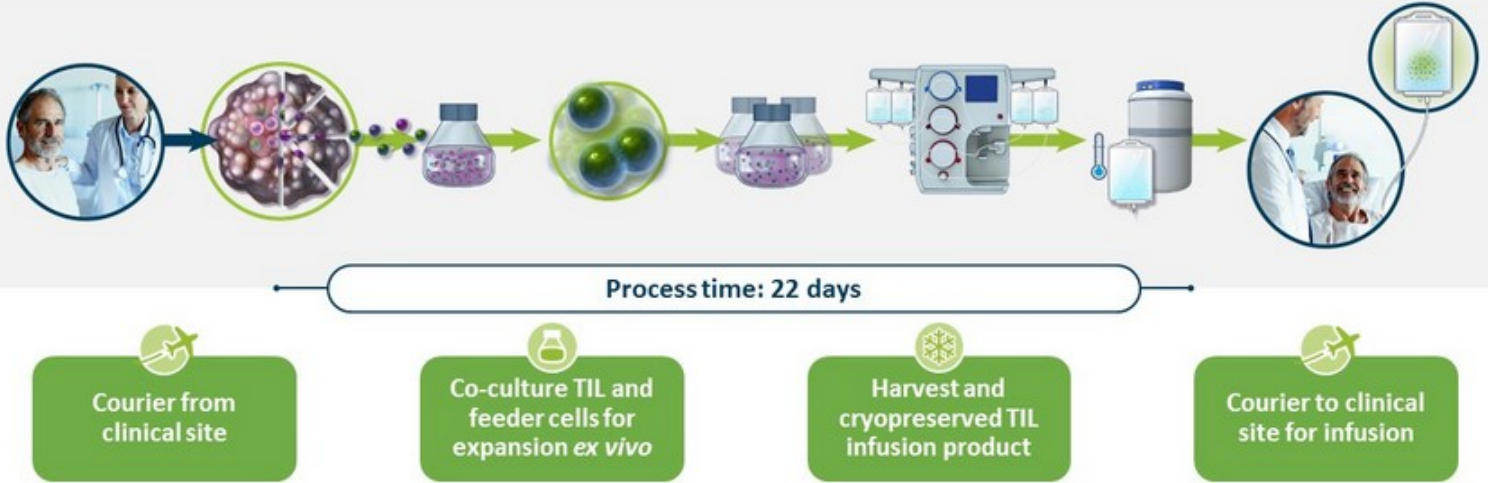 Process time: 22 days
Courier from
clinical site
Co-culture TIL and
feeder cells for
expansion ex vivo
Harvest and
cryopreserved TIL
infusion product
Courier to clinical
site for infusion